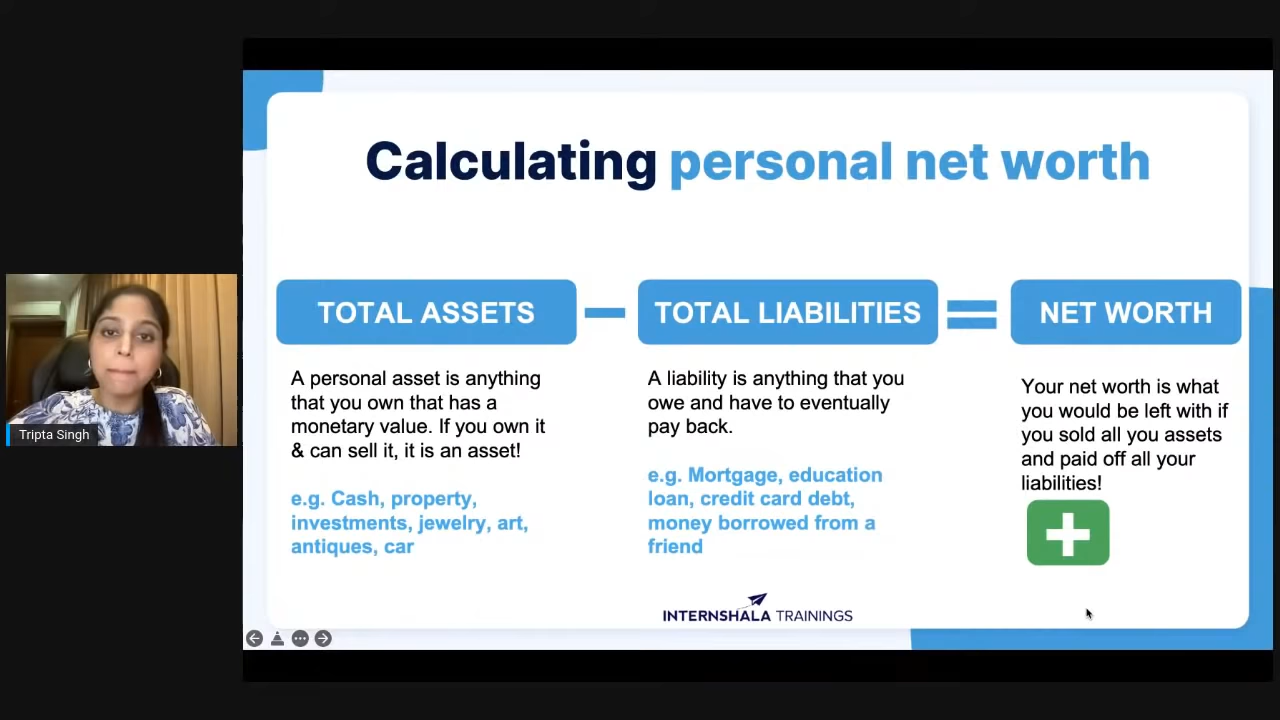 Calculating personal net worth
TOTAL ASSETS
A personal asset is anything
that you own that has a
monetary value. If you own it
& can sell it, it is an asset!
e.g. Cash, property,
investments, jewelry, art,
antiques, car
TOTAL LIABILITIES
A liability is anything that you
owe and have to eventually
pay back.
e.g. Mortgage, education
loan, credit card debt,
money borrowed from a
friend
NET WORTH
Your net worth is what
you would be left with if
you sold all you assets
and paid off all your
liabilities!
Tripta Singh
INTERNSHALA TRAININGS